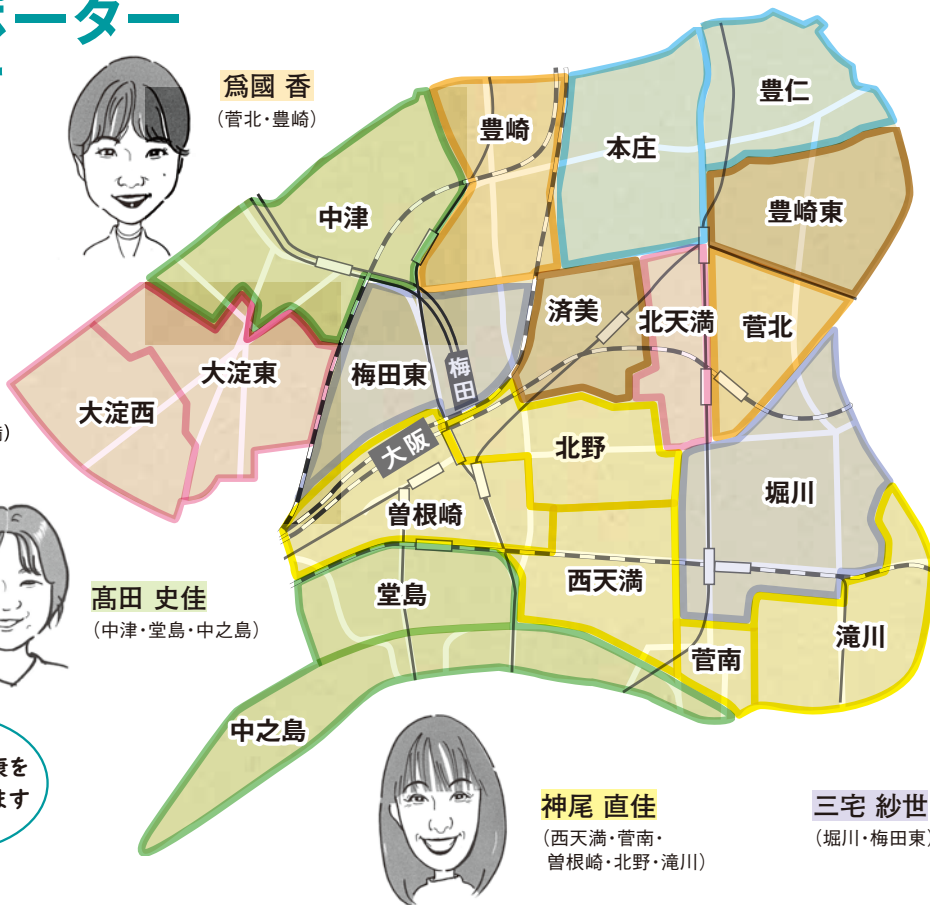 ーター
爲國 香
（菅北・豊崎）
豊崎
本庄
豊仁
中津
豊崎東
済美
北天満
菅北
大淀東
梅田東
梅田
大淀西
大阪
北野
堀川
曽根崎
西天満
堂島
滝川
菅南
中之島
髙田 史佳
（中津・堂島・中之島）
を
ます
神尾 直佳
（西天満・菅南・
曽根崎・北野・滝川）
三宅 紗世
（堀川・梅田東）